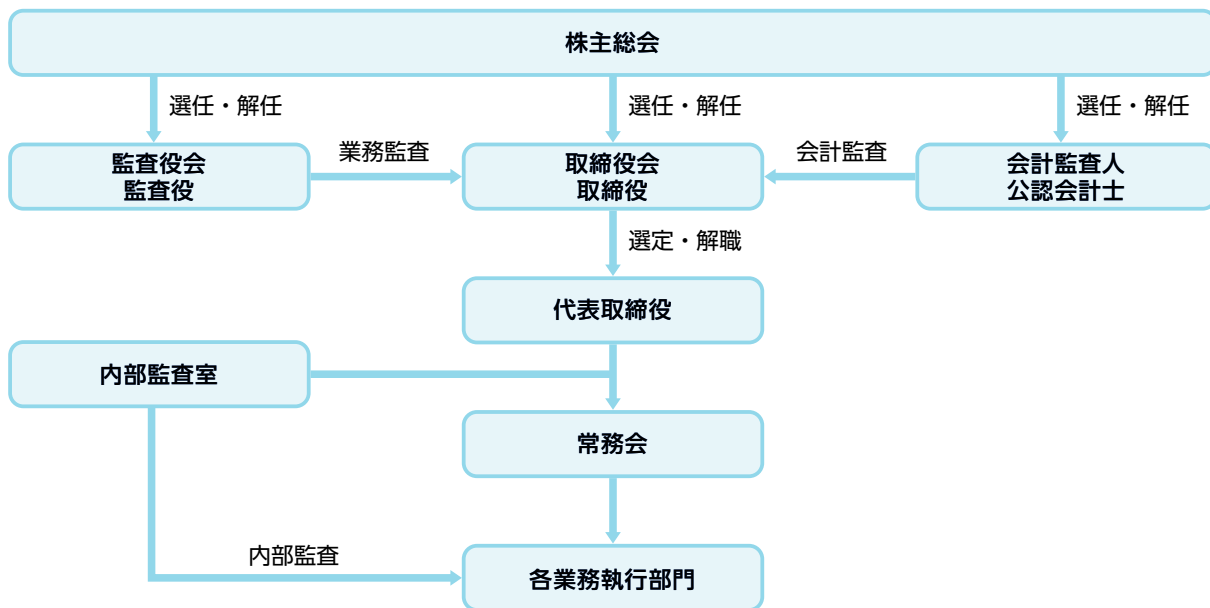 株主総会
選任・解任
選任・解任
選任・解任
監査役会
監査役
業務監査
取締役会
取締役
会計監査
会計監査人
公認会計士
選定・解職
代表取締役
内部監査室
常務会
内部監査
各業務執行部門